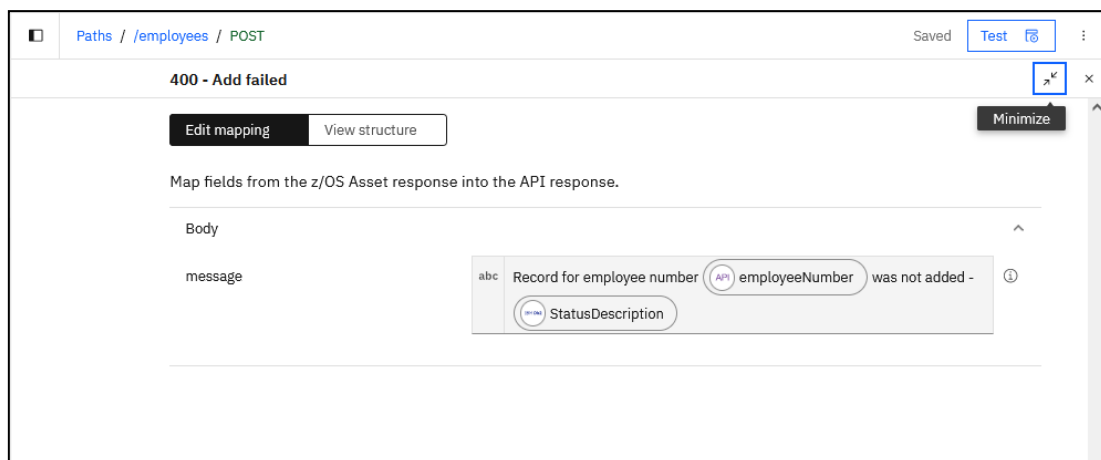 Paths / /employees / POST
Saved
Test
400 - Add failed
Minimize
Edit mapping
View structure
Map fields from the z/OS Asset response into the API response.
Body
message
abc
Record for employee number API employeeNumber was not added -
StatusDescription